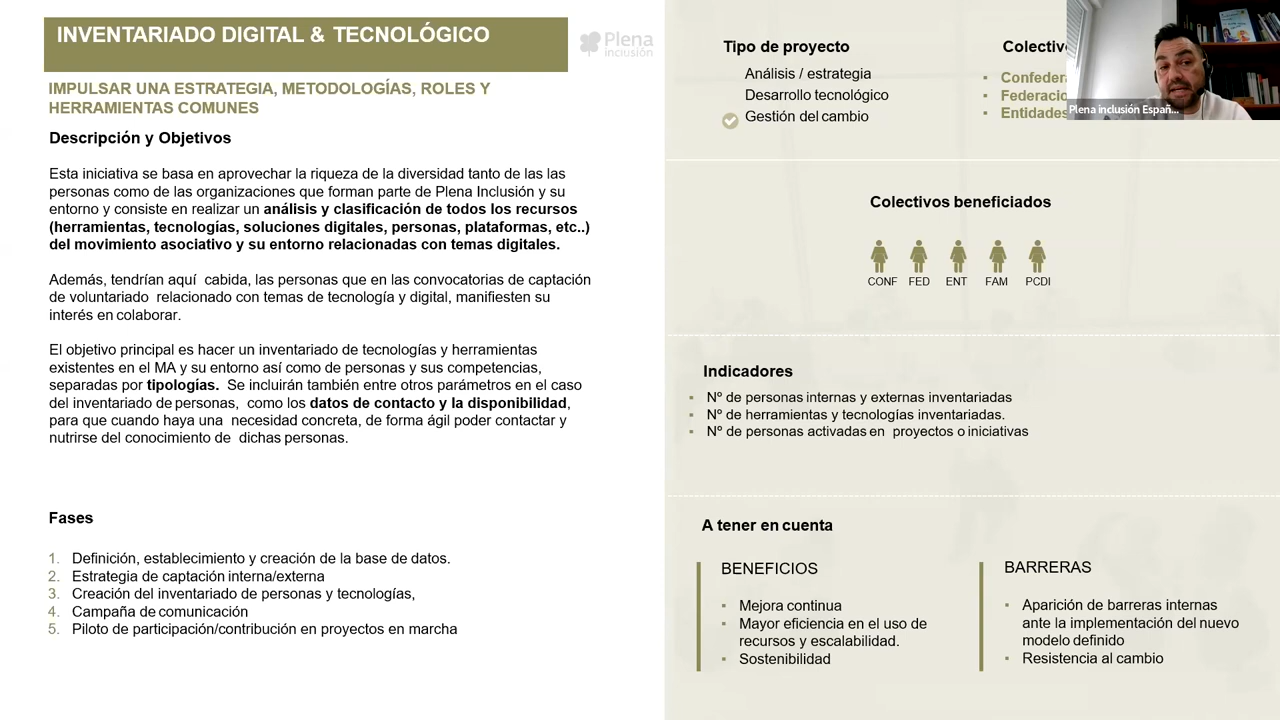 INVENTARIADO DIGITAL & TECNOLÓGICO
Plena
inclusión
IMPULSAR UNA ESTRATEGIA, METODOLOGÍAS, ROLES Y
HERRAMIENTAS COMUNES
Descripción y Objetivos
Esta iniciativa se basa en aprovechar la riqueza de la diversidad tanto de las las
personas como de las organizaciones que forman parte de Plena Inclusión y su
entorno y consiste en realizar un análisis y clasificación de todos los recursos
(herramientas, tecnologías, soluciones digitales, personas, plataformas, etc..)
del movimiento asociativo y su entorno relacionadas con temas digitales.
Además, tendrían aquí cabida, las personas que en las convocatorias de captación
de voluntariado relacionado con temas de tecnología y digital, manifiesten su
interés en colaborar.
El objetivo principal es hacer un inventariado de tecnologías y herramientas
existentes en el MA y su entorno así como de personas y sus competencias,
separadas por tipologías. Se incluirán también entre otros parámetros en el caso
del inventariado de personas, como los datos de contacto y la disponibilidad,
para que cuando haya una necesidad concreta, de forma ágil poder contactar y
nutrirse del conocimiento de dichas personas.
Fases
1. Definición, establecimiento y creación de la base de datos.
2. Estrategia de captación interna/externa
3. Creación del inventariado de personas y tecnologías,
4. Campaña de comunicación
5. Piloto de participación/contribución en proyectos en marcha
Tipo de proyecto
Análisis / estrategia
Desarrollo tecnológico
Gestión del cambio
Colectiv
Confedera
Federacio
Entidades
Plena inclusión Españ...
Colectivos beneficiados
CONF FED ENT FAM PCDI
Indicadores
Nº de personas internas y externas inventariadas
Nº de herramientas y tecnologías inventariadas.
Nº de personas activadas en proyectos o iniciativas
A tener en cuenta
BENEFICIOS
Mejora continua
Mayor eficiencia en el uso de
recursos y escalabilidad.
Sostenibilidad
BARRERAS
Aparición de barreras internas
ante la implementación del nuevo
modelo definido
Resistencia al cambio